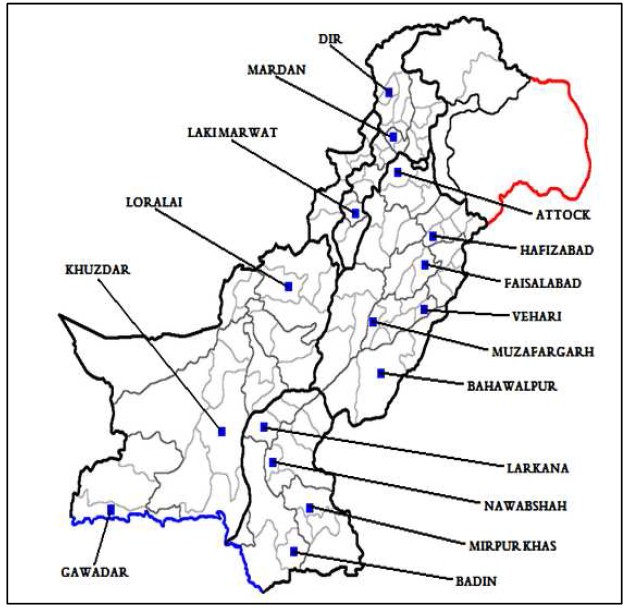 DIR
MARDAN
LAKI MARWAT
LORALAI
ATTOCK
HAFIZABAD
KHUZDAR
FAISALABAD
VEHARI
MUZAFARGARH
BAHAWALPUR
LARKANA
NAWABSHAH
MIRPUR KHAS
GAWADAR
BADIN